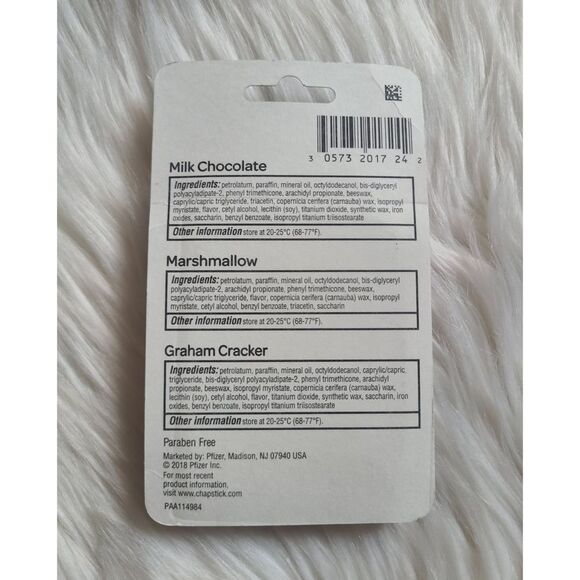 3 0573 2017 24 2
Milk Chocolate
Ingredients: petrolatum, paraffin, mineral oil, octyldodecanol, bis-diglyceryl
polyacyladipate-2, phenyl trimethicone, arachidyl propionate, beeswax,
caprylic/capric triglyceride, triacetin, copernicia cerifera (carnauba) wax, isopropyl
myristate, flavor, cetyl alcohol, lecithin (soy), titanium dioxide, synthetic wax, iron
oxides, saccharin, benzyl benzoate, isopropyl titanium triisostearate
Other information store at 20-25°C (68-77°F).
Marshmallow
Ingredients: petrolatum, paraffin, mineral oil, octyldodecanol, bis-diglyceryl
polyacyladipate-2, arachidyl propionate, phenyl trimethicone, beeswax,
caprylic/capric triglyceride, flavor, copernicia cerifera (carnauba) wax, isopropyl
myristate, cetyl alcohol, benzyl benzoate, triacetin, saccharin
Other information store at 20-25°C (68-77°F).
Graham Cracker
Ingredients: petrolatum, paraffin, mineral oil, octyldodecanol, caprylic/capric
triglyceride, bis-diglyceryl polyacyladipate-2, phenyl trimethicone, arachidyl
propionate, beeswax, isopropyl myristate, copernicia cerifera (carnauba) wax,
lecithin (soy), cetyl alcohol, flavor, titanium dioxide, synthetic wax, saccharin, iron
oxides, benzyl benzoate, isopropyl titanium triisostearate
Other information store at 20-25°C (68-77°F).
Paraben Free
Marketed by: Pfizer, Madison, NJ 07940 USA
© 2018 Pfizer Inc.
For most recent
product information,
visit www.chapstick.com
PAA114984